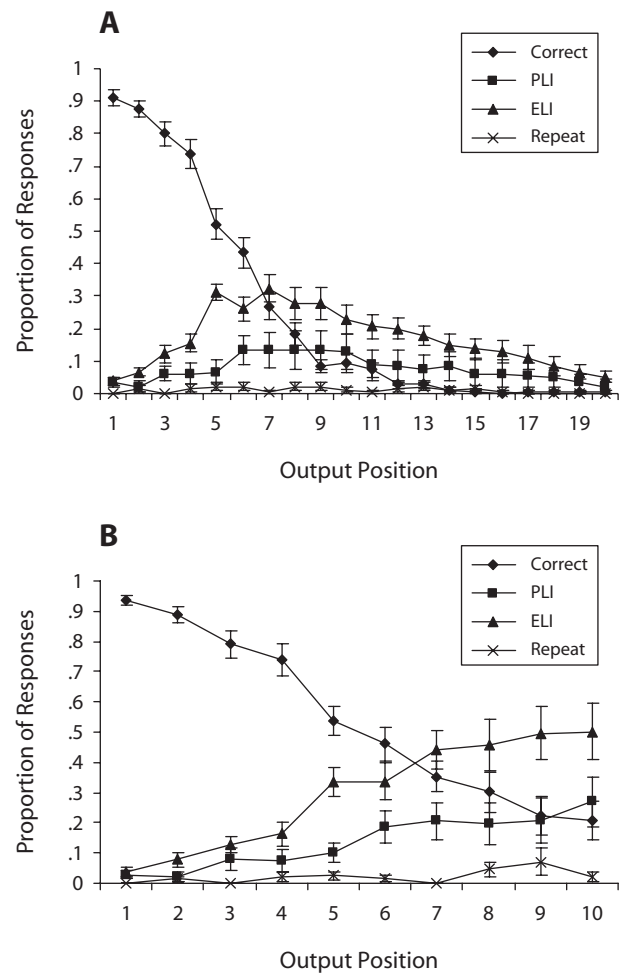 A
Correct
PLI
ELI
Repeat
Proportion of Responses
1
.9
.8
.7
.6
.5
.4
.3
.2
.1
0
1 3 5 7 9 11 13 15 17 19
Output Position
B
Correct
PLI
ELI
Repeat
Proportion of Responses
1
.9
.8
.7
.6
.5
.4
.3
.2
.1
0
1 2 3 4 5 6 7 8 9 10
Output Position